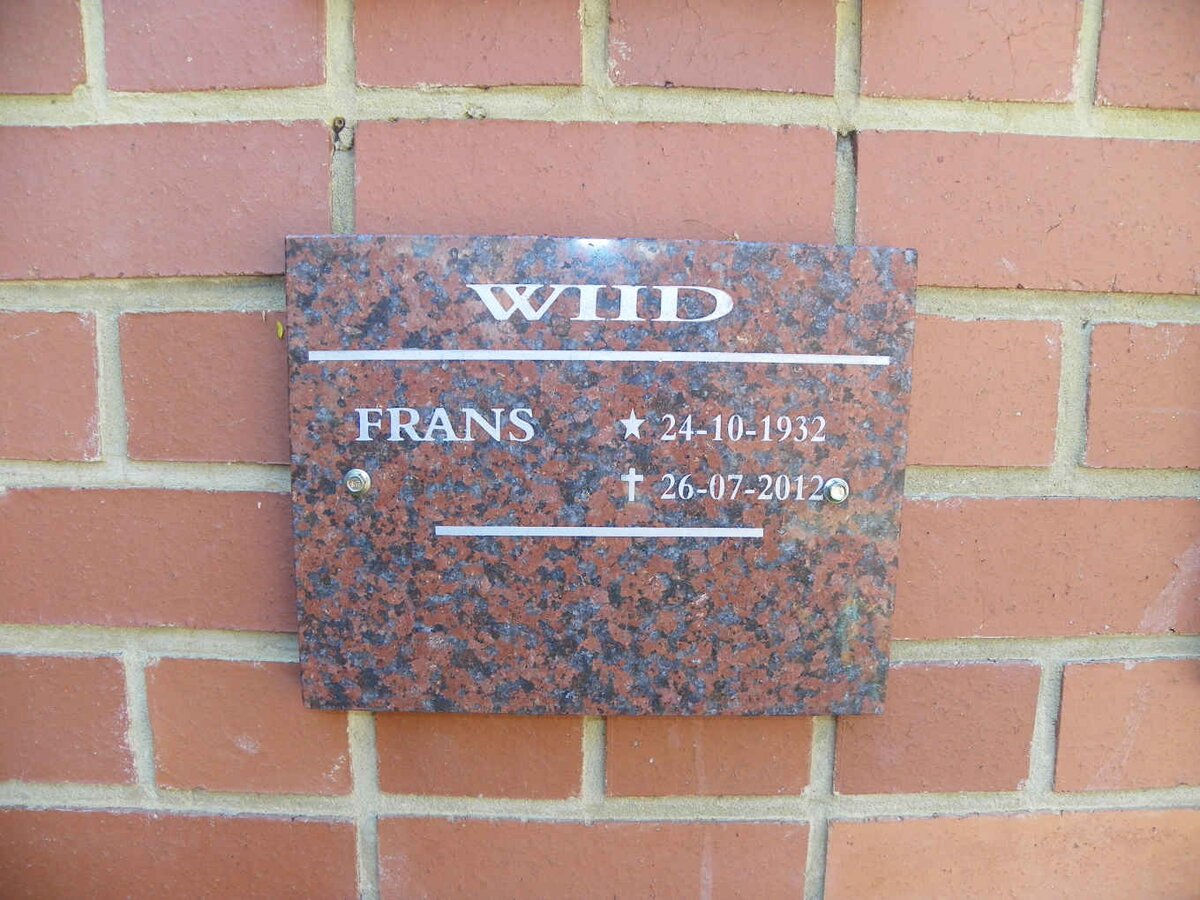 WIID
FRANS ★ 24-10-1932
✝ 26-07-2012